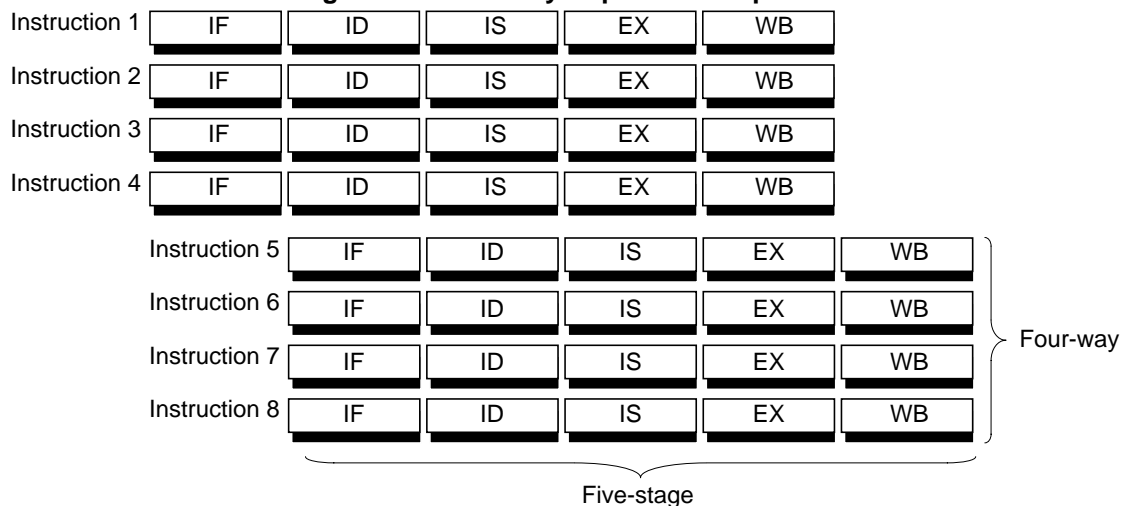 Instruction 1 IF ID IS EX WB
Instruction 2 IF ID IS EX WB
Instruction 3 IF ID IS EX WB
Instruction 4 IF ID IS EX WB
Instruction 5 IF ID IS EX WB
Instruction 6 IF ID IS EX WB
Instruction 7 IF ID IS EX WB
Four-way
Instruction 8 IF ID IS EX WB
Five-stage